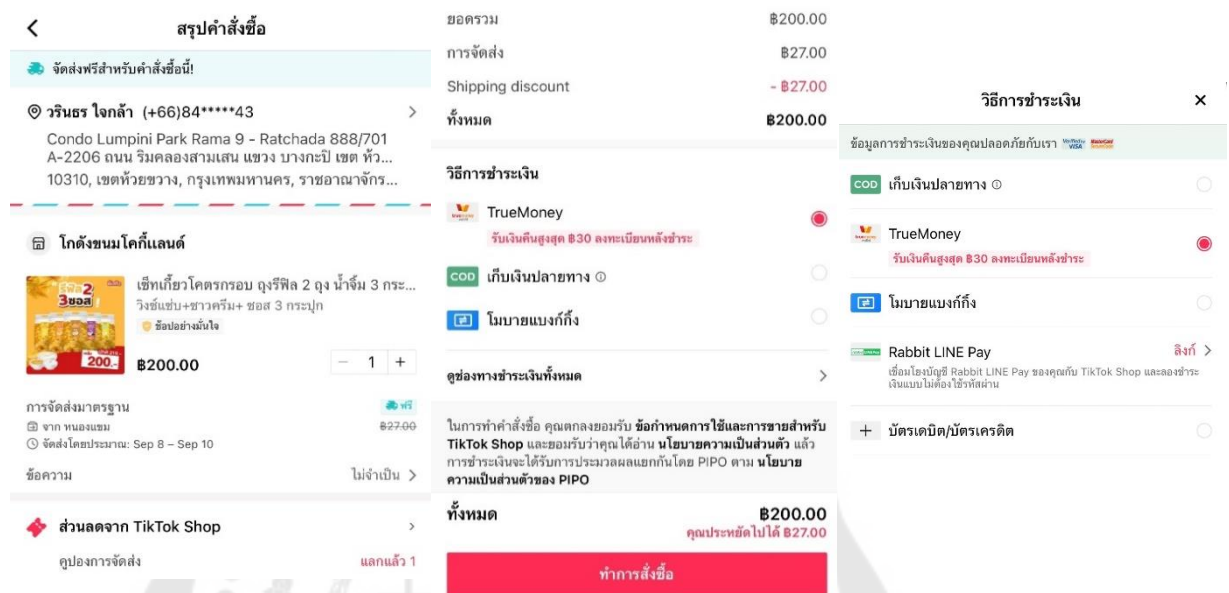 สรุปคำสั่งซื้อ
จัดส่งฟรีสำหรับคำสั่งซื้อนี้!
วรินธร ใจกล้า (+66)84*****43
Condo Lumpini Park Rama 9 - Ratchada 888/701
A-2206 ถนน ริมคลองสามเสน แขวง บางกะปิ เขต ห้ว...
10310, เขตห้วยขวาง, กรุงเทพมหานคร, ราชอาณาจักร...
โกดังขนมโคกี้แลนด์
เซ็ทเกี๊ยวโคตรกรอบ ถุงรีฟิล 2 ถุง น้ำจิ้ม 3 กระ...
วิงซ์แซ่บ+ซาวครีม+ ซอส 3 กระปุก
ช้อปอย่างมั่นใจ
2
3ซอส
200.-
฿200.00
− 1 +
การจัดส่งมาตรฐาน
ฟรี
จาก หนองแขม
฿27.00
จัดส่งโดยประมาณ: Sep 8 – Sep 10
ข้อความ
ไม่จำเป็น
ส่วนลดจาก TikTok Shop
คูปองการจัดส่ง
แลกแล้ว 1
ยอดรวม ฿200.00
การจัดส่ง ฿27.00
Shipping discount - ฿27.00
ทั้งหมด ฿200.00
วิธีการชำระเงิน
TrueMoney
รับเงินคืนสูงสุด ฿30 ลงทะเบียนหลังชำระ
COD เก็บเงินปลายทาง
โมบายแบงก์กิ้ง
ดูช่องทางชำระเงินทั้งหมด
ในการทำคำสั่งซื้อ คุณตกลงยอมรับ ข้อกำหนดการใช้และการขายสำหรับ
TikTok Shop และยอมรับว่าคุณได้อ่าน นโยบายความเป็นส่วนตัว แล้ว
การชำระเงินจะได้รับการประมวลผลแยกกันโดย PIPO ตาม นโยบาย
ความเป็นส่วนตัวของ PIPO
ทั้งหมด ฿200.00
คุณประหยัดไปได้ ฿27.00
ทำการสั่งซื้อ
วิธีการชำระเงิน
ข้อมูลการชำระเงินของคุณปลอดภัยกับเรา VISA
COD เก็บเงินปลายทาง
TrueMoney
รับเงินคืนสูงสุด ฿30 ลงทะเบียนหลังชำระ
โมบายแบงก์กิ้ง
Rabbit LINE Pay
ลิงก์
เชื่อมโยงบัญชี Rabbit LINE Pay ของคุณกับ TikTok Shop และลองชำระ
เงินแบบไม่ต้องใช้รหัสผ่าน
+ บัตรเดบิต/บัตรเครดิต